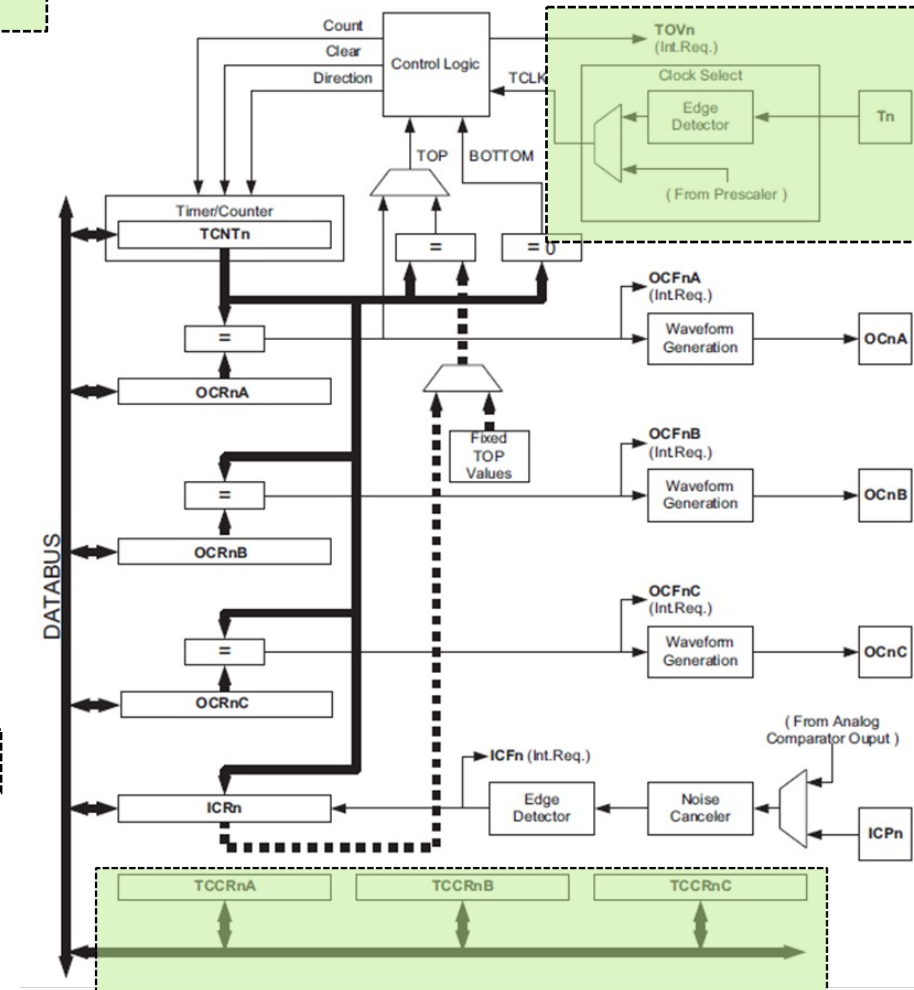 Count
Clear
Direction
Control Logic
TOVn
(Int.Req.)
Clock Select
TCLK
Edge
Detector
Tn
( From Prescaler )
TOP
BOTTOM
Timer/Counter
TCNTn
=
= 0
OCFnA
(Int.Req.)
=
Waveform
Generation
OCnA
OCRnA
Fixed
TOP
Values
OCFnB
(Int.Req.)
=
Waveform
Generation
OCnB
OCRnB
DATABUS
OCFnC
(Int.Req.)
=
Waveform
Generation
OCnC
OCRnC
( From Analog
Comparator Ouput )
ICFn (Int.Req.)
ICRn
Edge
Detector
Noise
Canceler
ICPn
TCCRnA
TCCRnB
TCCRnC